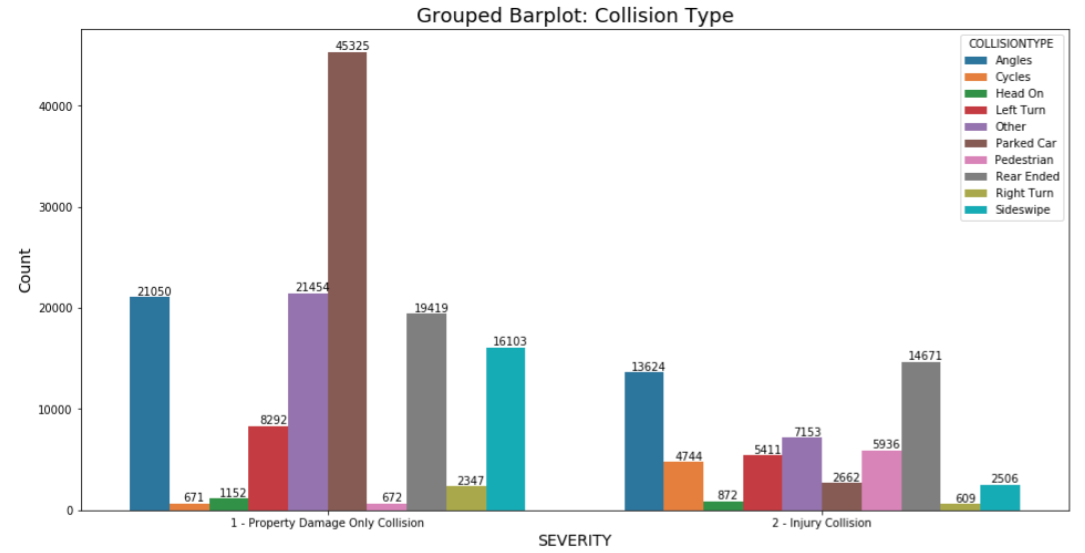 Grouped Barplot: Collision Type
45325
COLLISIONTYPE
Angles
Cycles
Head On
Left Turn
Other
Parked Car
Pedestrian
Rear Ended
Right Turn
Sideswipe
40000
30000
20000
10000
0
Count
21050
671
1152
8292
21454
672
19419
2347
16103
13624
4744
872
5411
7153
2662
5936
14671
609
2506
1 - Property Damage Only Collision
2 - Injury Collision
SEVERITY